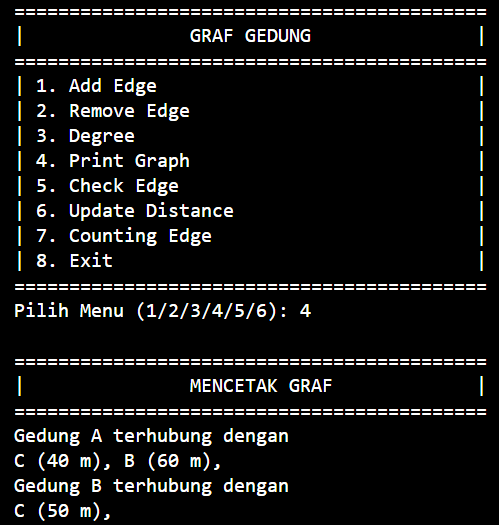 ===========================================
|               GRAF GEDUNG               |
===========================================
| 1. Add Edge                             |
| 2. Remove Edge                          |
| 3. Degree                               |
| 4. Print Graph                          |
| 5. Check Edge                           |
| 6. Update Distance                      |
| 7. Counting Edge                        |
| 8. Exit                                 |
===========================================
Pilih Menu (1/2/3/4/5/6): 4
===========================================
|               MENCETAK GRAF             |
===========================================
Gedung A terhubung dengan
C (40 m), B (60 m),
Gedung B terhubung dengan
C (50 m),